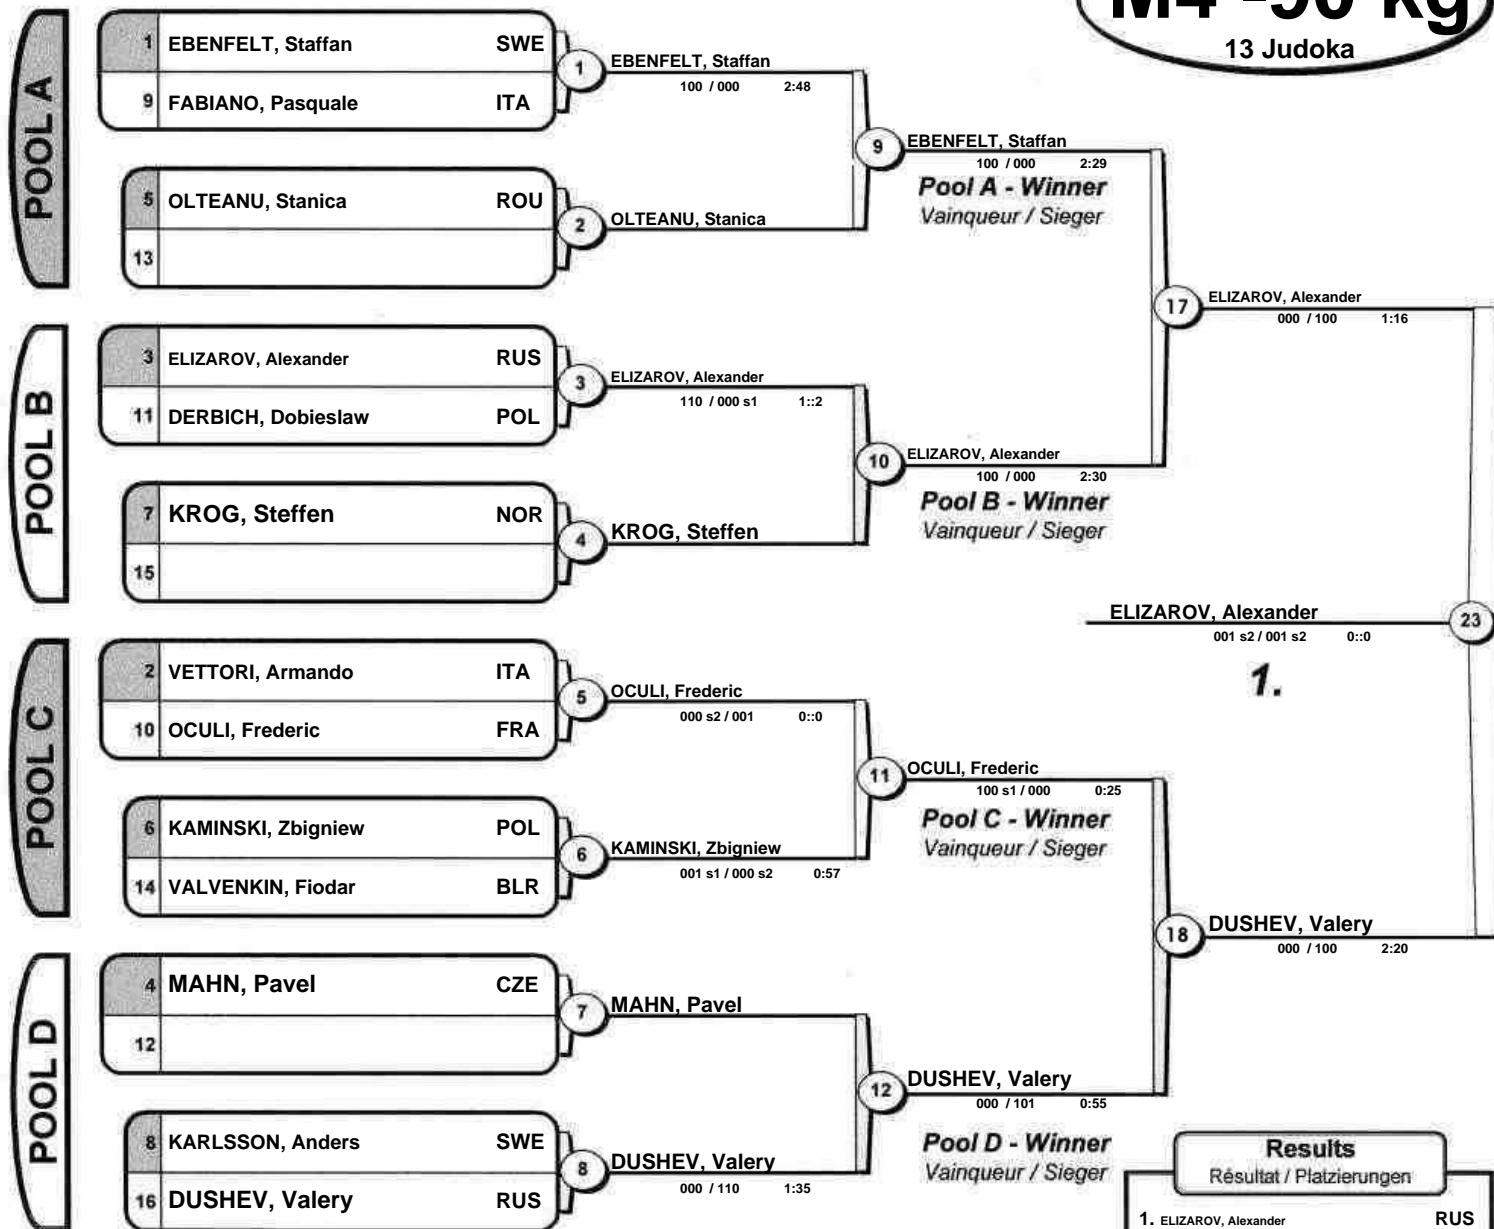 M4 -90 kg
13 Judoka
POOL A
1 EBENFELT, Staffan SWE
9 FABIANO, Pasquale ITA
5 OLTEANU, Stanica ROU
13
1 EBENFELT, Staffan
100 / 000 2:48
2 OLTEANU, Stanica
9 EBENFELT, Staffan
100 / 000 2:29
Pool A - Winner
Vainqueur / Sieger
POOL B
3 ELIZAROV, Alexander RUS
11 DERBICH, Dobieslaw POL
7 KROG, Steffen NOR
15
3 ELIZAROV, Alexander
110 / 000 s1 1::2
4 KROG, Steffen
10 ELIZAROV, Alexander
100 / 000 2:30
Pool B - Winner
Vainqueur / Sieger
17 ELIZAROV, Alexander
000 / 100 1:16
ELIZAROV, Alexander 23
001 s2 / 001 s2 0::0
1.
POOL C
2 VETTORI, Armando ITA
10 OCULI, Frederic FRA
6 KAMINSKI, Zbigniew POL
14 VALVENKIN, Fiodar BLR
5 OCULI, Frederic
000 s2 / 001 0::0
6 KAMINSKI, Zbigniew
001 s1 / 000 s2 0:57
11 OCULI, Frederic
100 s1 / 000 0:25
Pool C - Winner
Vainqueur / Sieger
18 DUSHEV, Valery
000 / 100 2:20
POOL D
4 MAHN, Pavel CZE
12
8 KARLSSON, Anders SWE
16 DUSHEV, Valery RUS
7 MAHN, Pavel
8 DUSHEV, Valery
000 / 110 1:35
12 DUSHEV, Valery
000 / 101 0:55
Pool D - Winner
Vainqueur / Sieger
Results
Résultat / Platzierungen
1. ELIZAROV, Alexander RUS